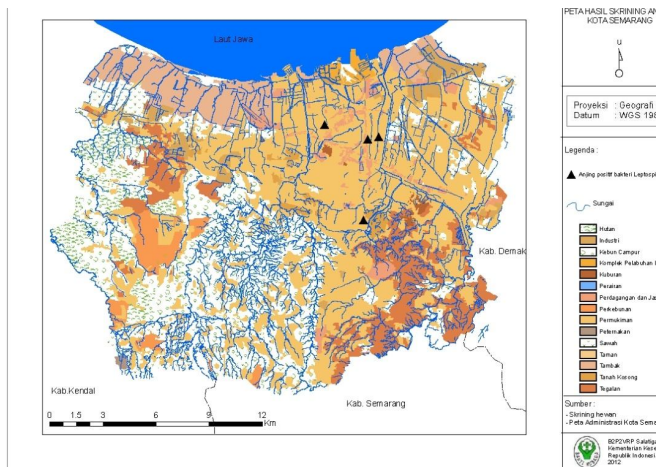 PETA HASIL SKRINING AN
KOTA SEMARANG
U
Proyeksi : Geografi
Datum : WGS 198
Legenda :
Anjing positif bakteri Leptospi
Sungai
Hutan
Industri
Kebun Campur
Komplek Pelabuhan
Kuburan
Perairan
Perdagangan dan Jas
Perkebunan
Permukiman
Peternakan
Sawah
Taman
Tambak
Tanah Kosong
Tegalan
Sumber :
- Skrining hewan
- Peta Administrasi Kota Sema
B2P2VRP Salatiga
Kementerian Kese
Republik Indonesia
2012
Laut Jawa
Kab. Demak
Kab.Kendal
Kab. Semarang
0 1.5 3 6 9 12
Km